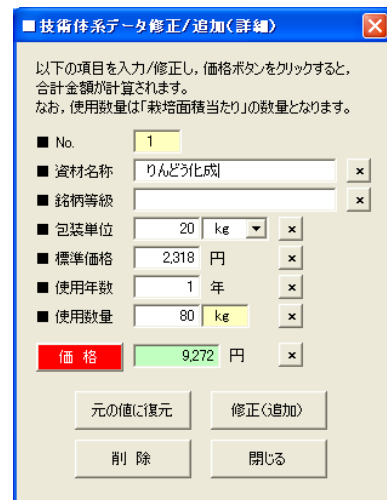 ■技術体系データ修正/追加(詳細)
以下の項目を入力/修正し，価格ボタンをクリックすると，
合計金額が計算されます。
なお，使用数量は「栽培面積当たり」の数量となります。
■ No. 1
■ 資材名称 りんどう化成 ×
■ 銘柄等級 ×
■ 包装単位 20 kg ×
■ 標準価格 2,318 円 ×
■ 使用年数 1 年 ×
■ 使用数量 80 kg ×
価 格 9,272 円 ×
元の値に復元 修正(追加)
削 除 閉じる